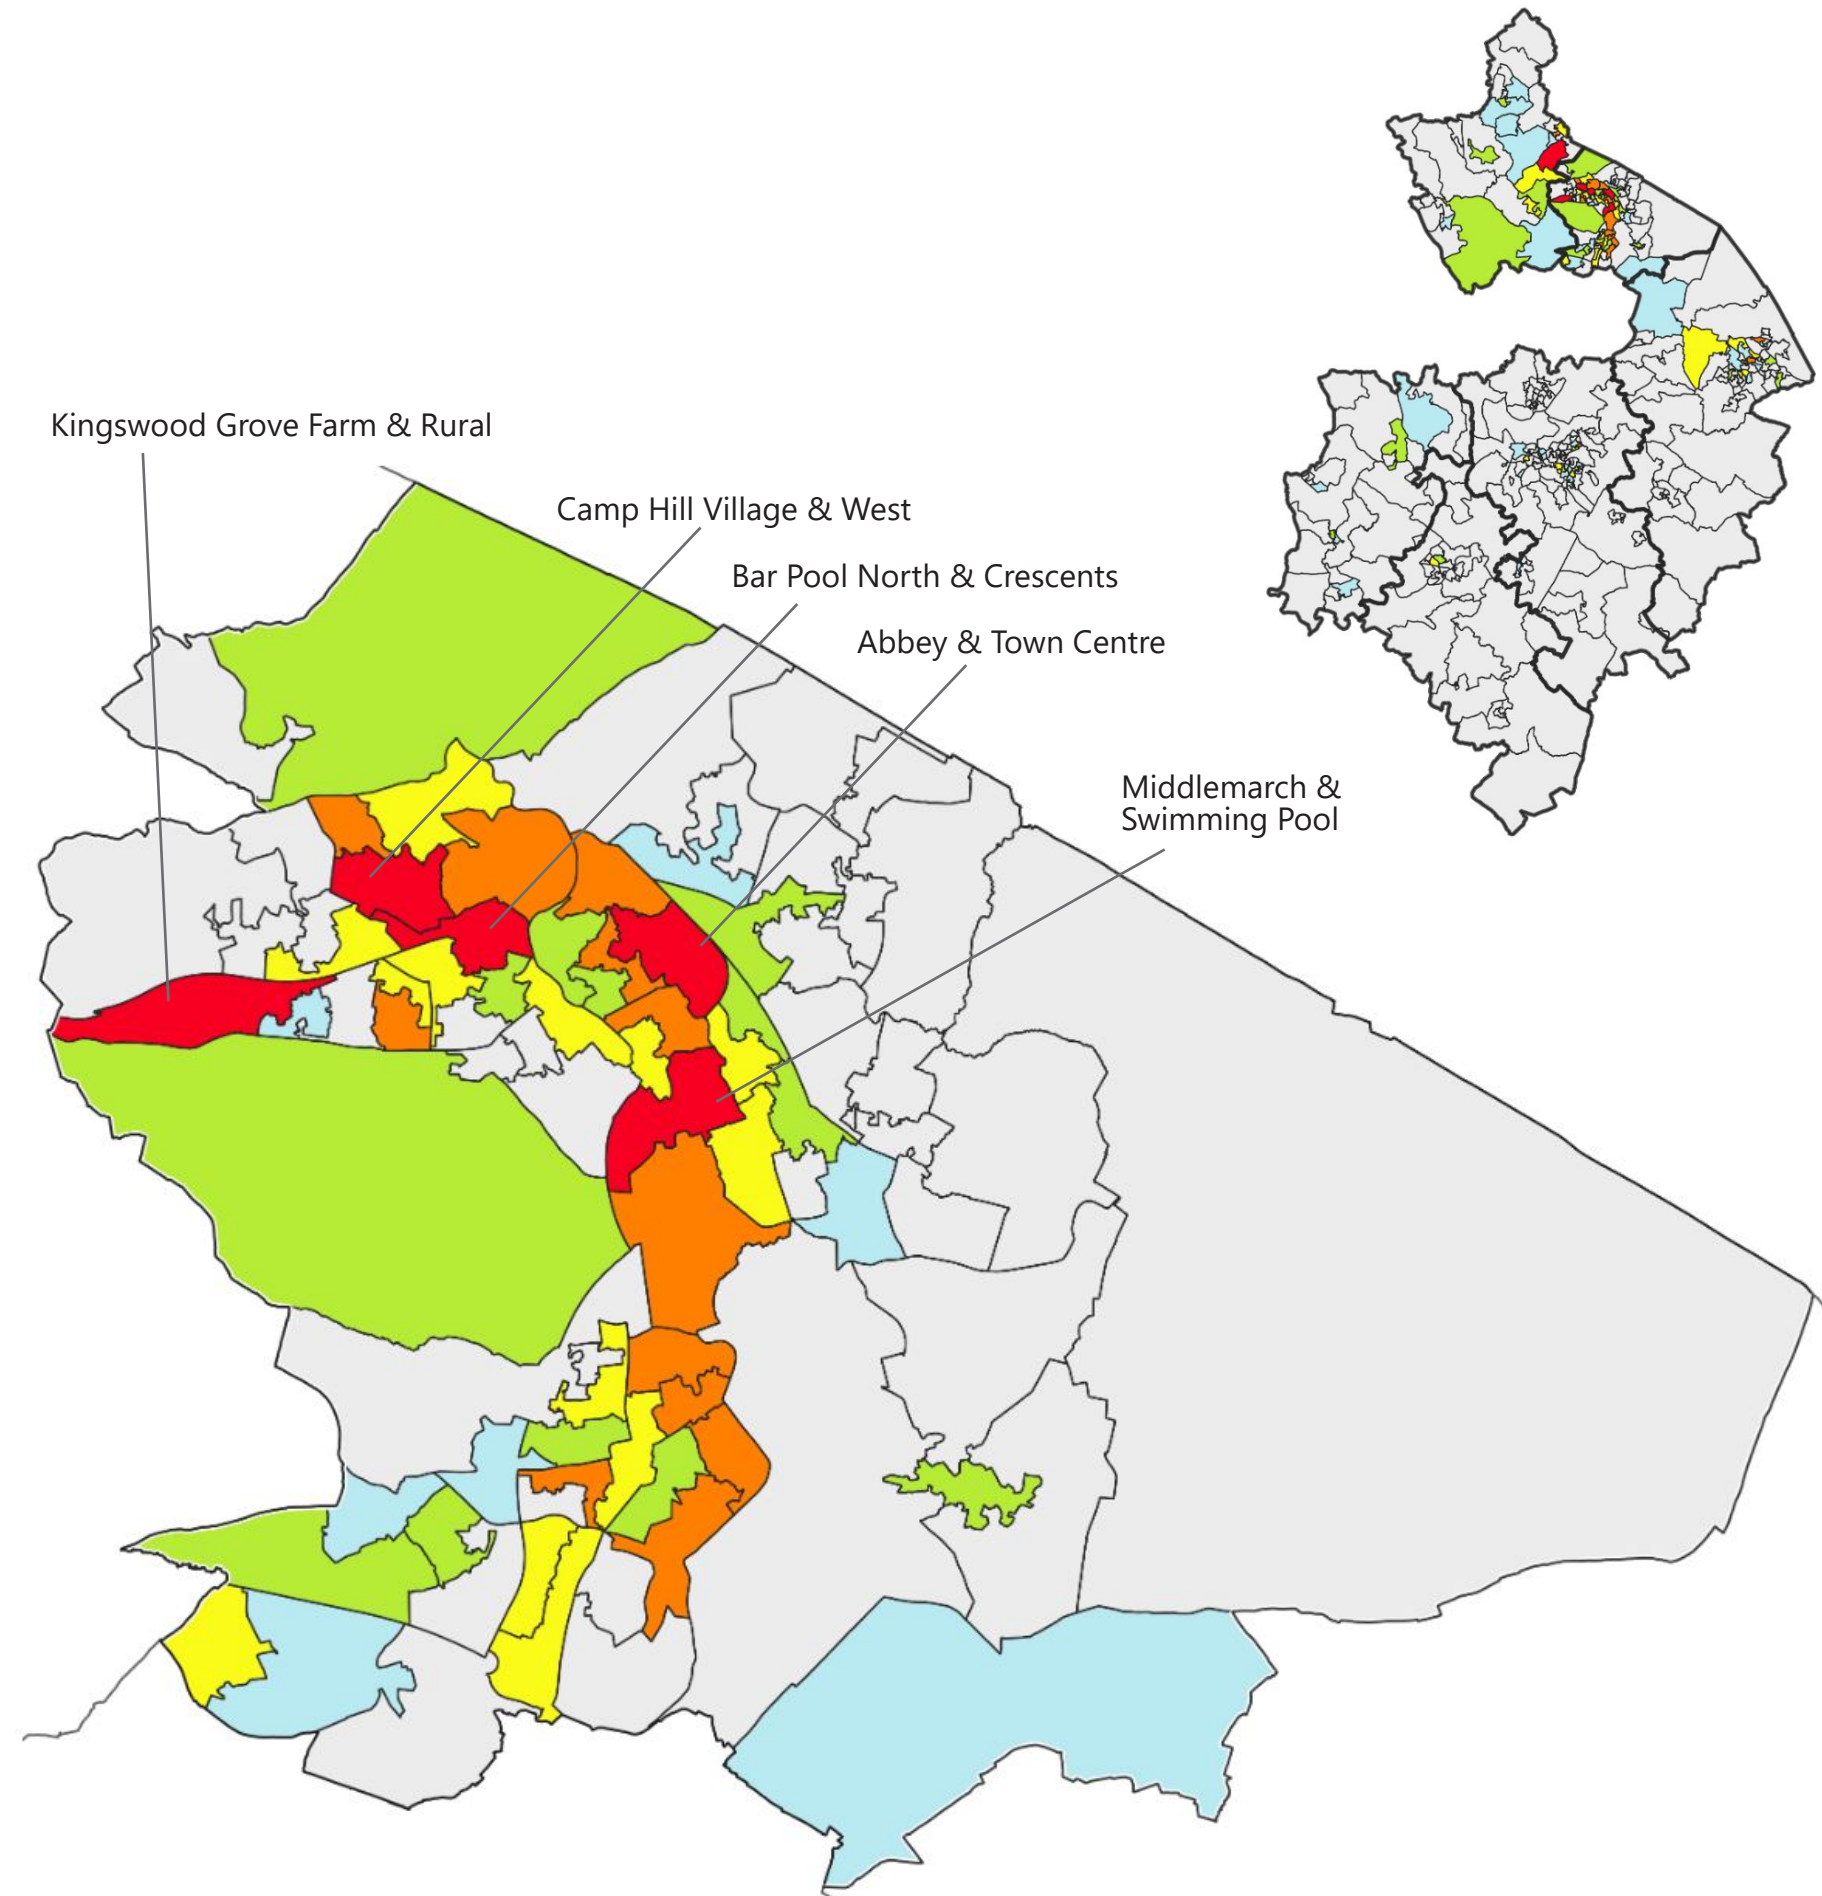 Kingswood Grove Farm & Rural
Camp Hill Village & West
Bar Pool North & Crescents
Abbey & Town Centre
Middlemarch &
Swimming Pool